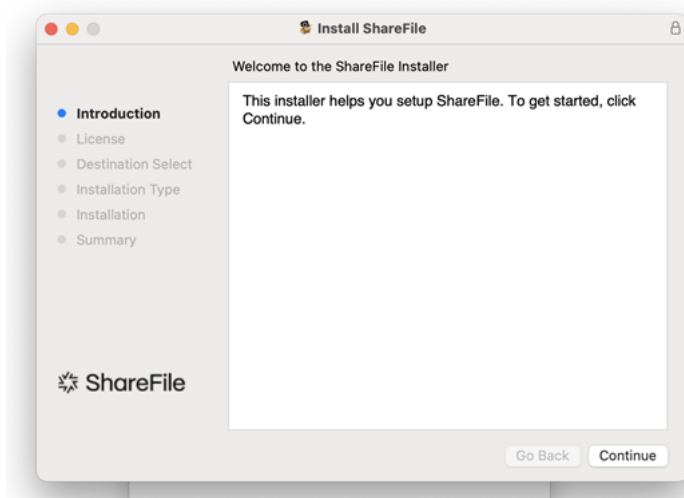 Install ShareFile
Welcome to the ShareFile Installer
Introduction
License
Destination Select
Installation Type
Installation
Summary
This installer helps you setup ShareFile. To get started, click
Continue.
ShareFile
Go Back
Continue